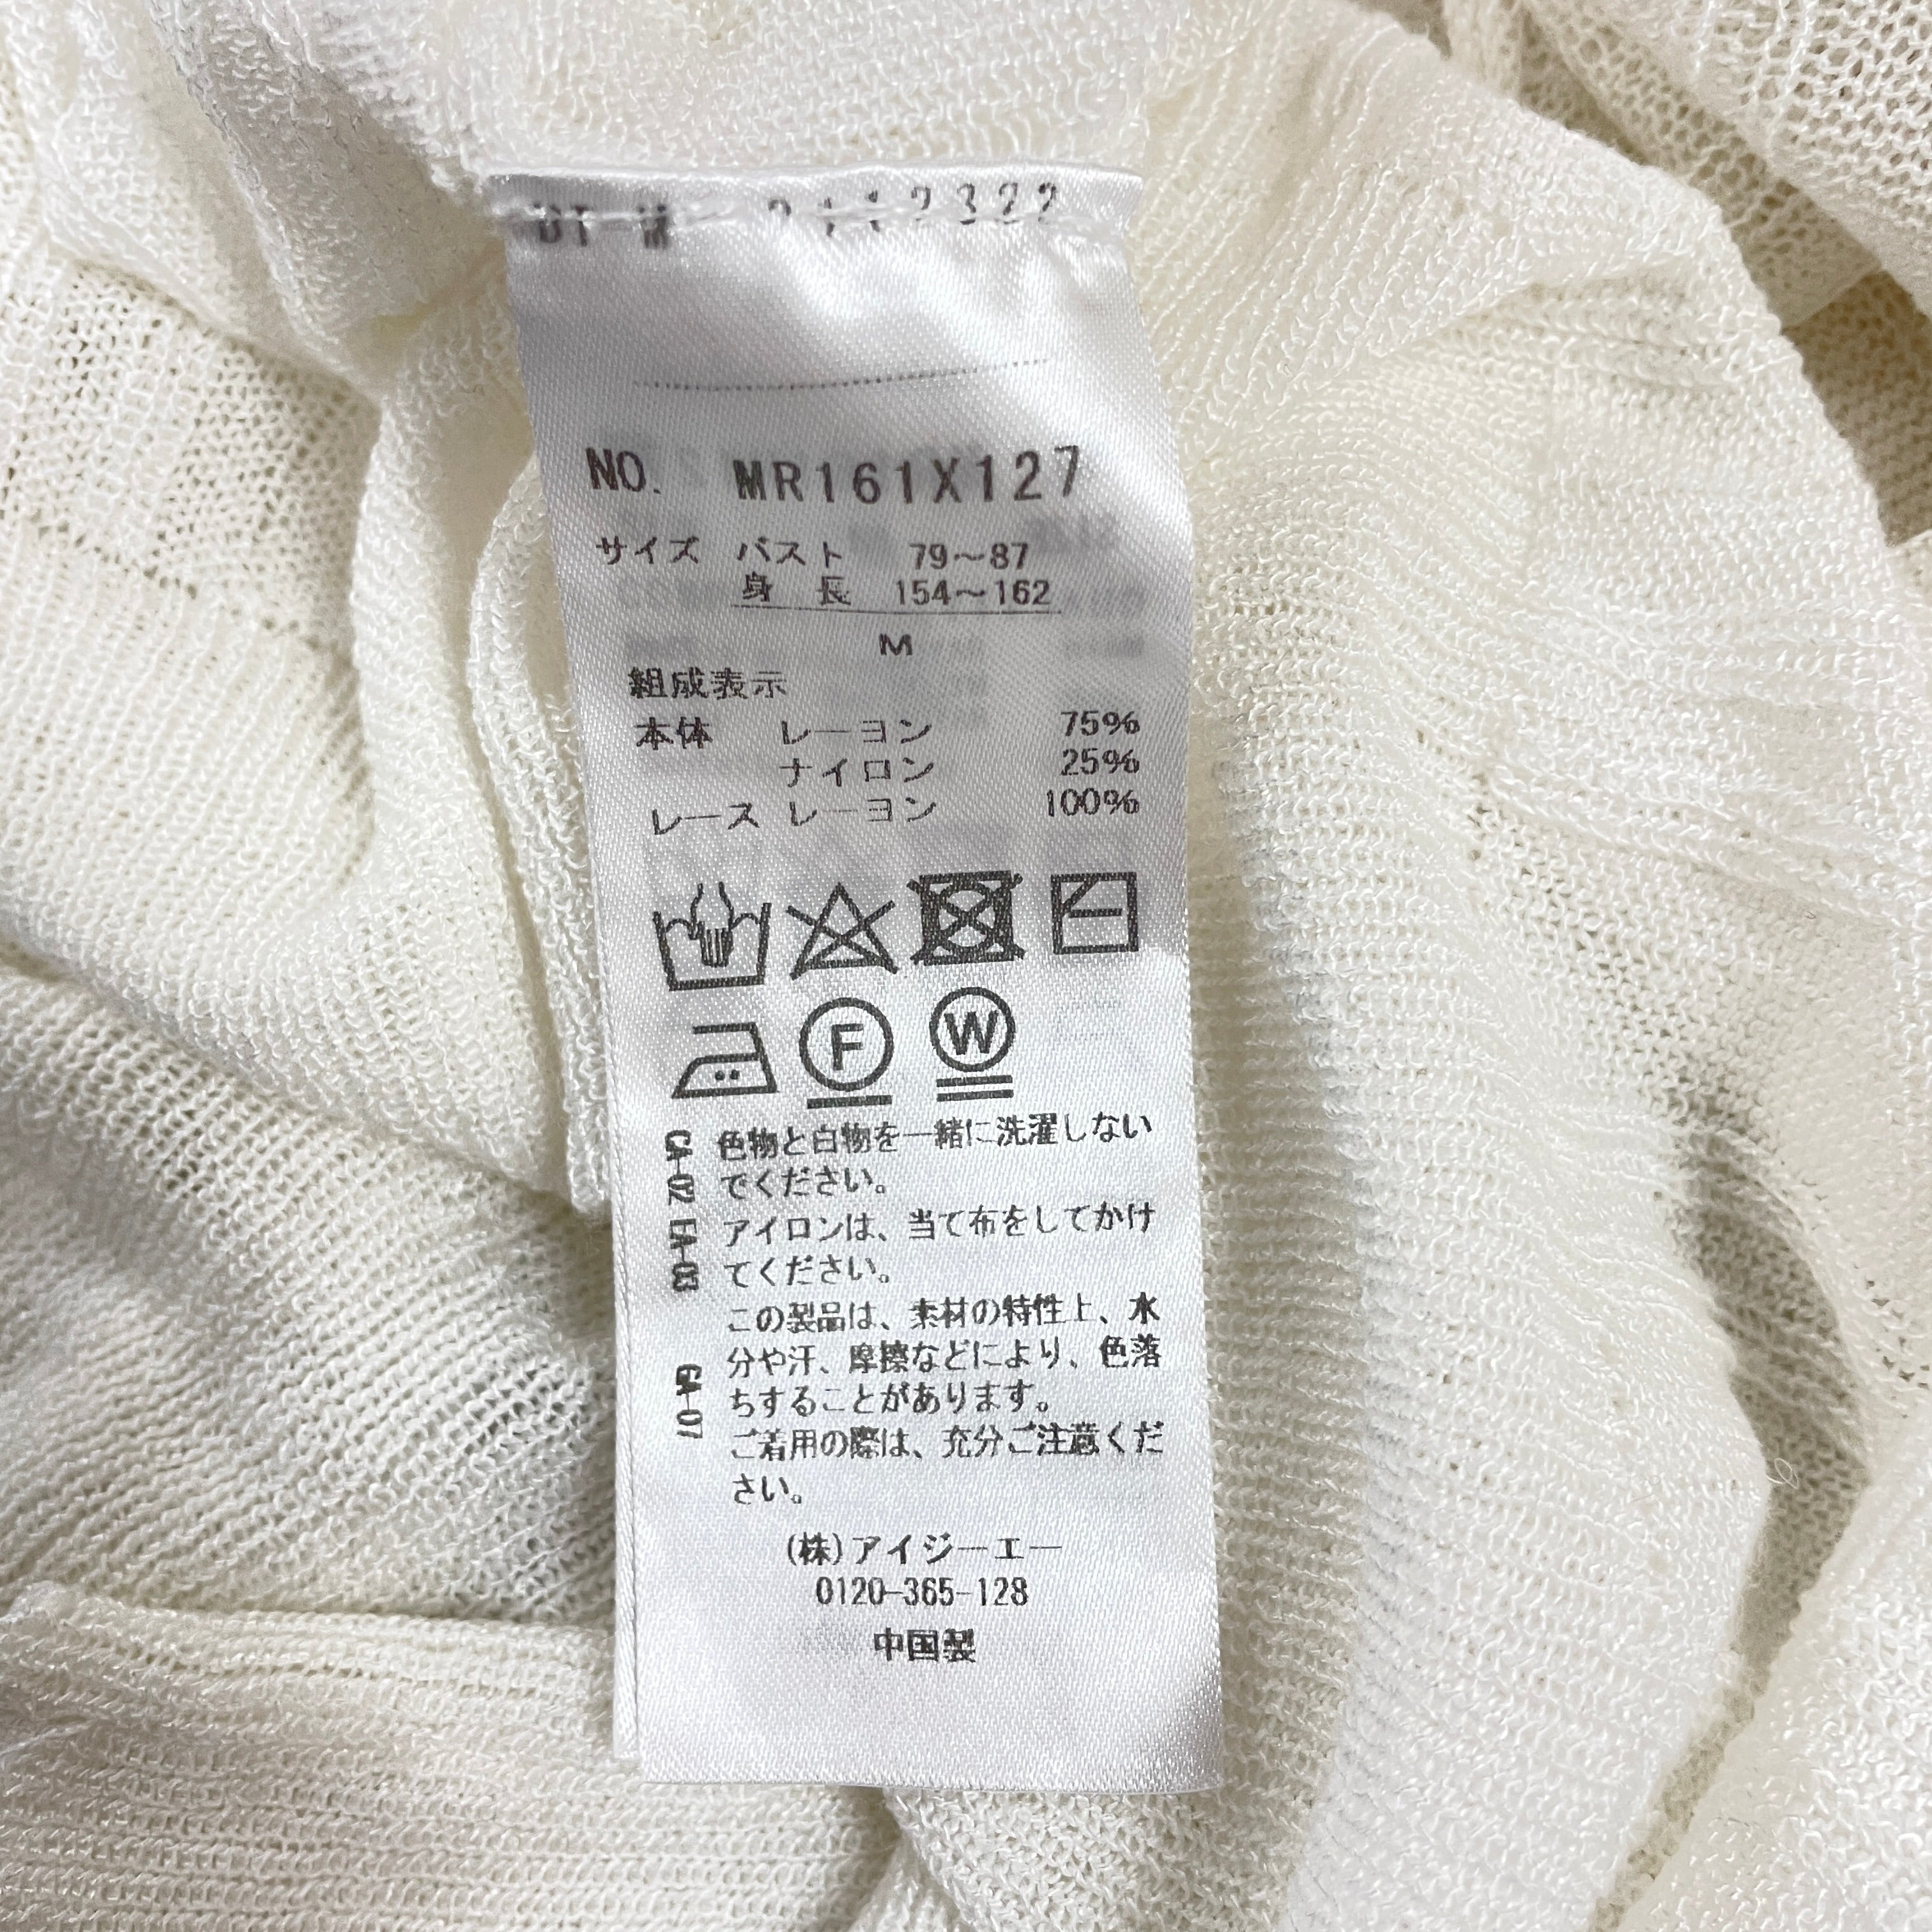 NO. MR161X127
サイズ バスト 79～87
身 長 154～162
M
組成表示
本体 レーヨン 75%
ナイロン 25%
レース レーヨン 100%
F W
CA-02 EA-03
色物と白物を一緒に洗濯しない
でください。
アイロンは、当て布をしてかけ
てください。
GA-07
この製品は、素材の特性上、水
分や汗、摩擦などにより、色落
ちすることがあります。
ご着用の際は、充分ご注意くだ
さい。
(株)アイジーエー
0120-365-128
中国製